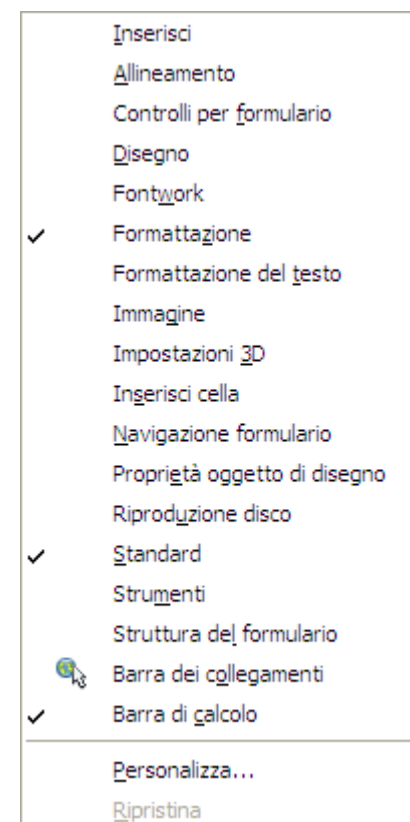 Inserisci
Allineamento
Controlli per formulario
Disegno
Fontwork
Formattazione
Formattazione del testo
Immagine
Impostazioni 3D
Inserisci cella
Navigazione formulario
Proprietà oggetto di disegno
Riproduzione disco
Standard
Strumenti
Struttura del formulario
Barra dei collegamenti
Barra di calcolo
Personalizza...
Ripristina